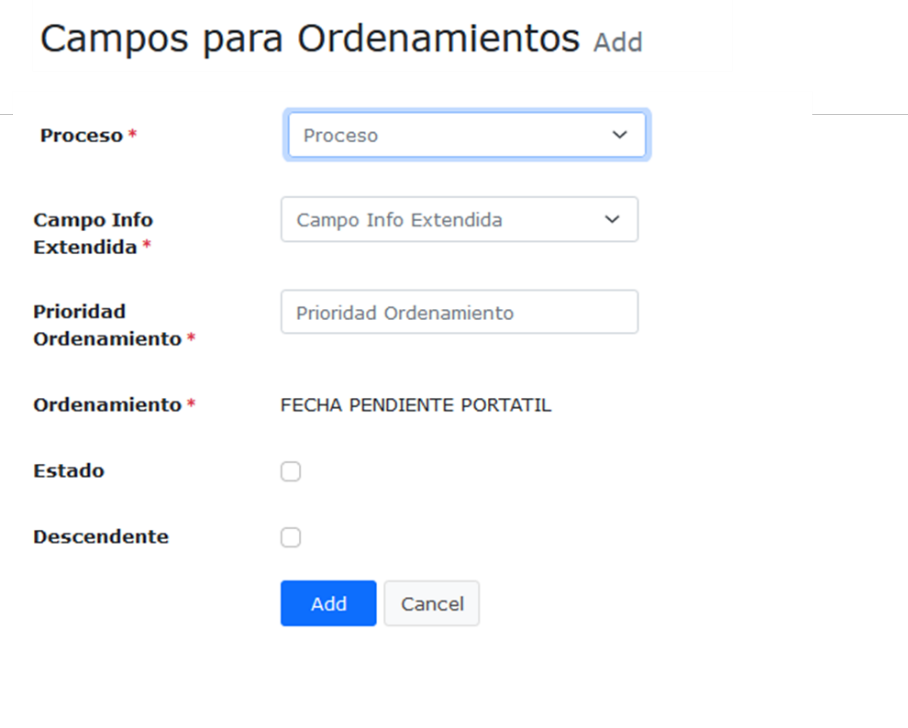 Campos para Ordenamientos Add
Proceso * Proceso
Campo Info Campo Info Extendida
Extendida *
Prioridad Prioridad Ordenamiento
Ordenamiento *
Ordenamiento * FECHA PENDIENTE PORTATIL
Estado
Descendente
Add Cancel